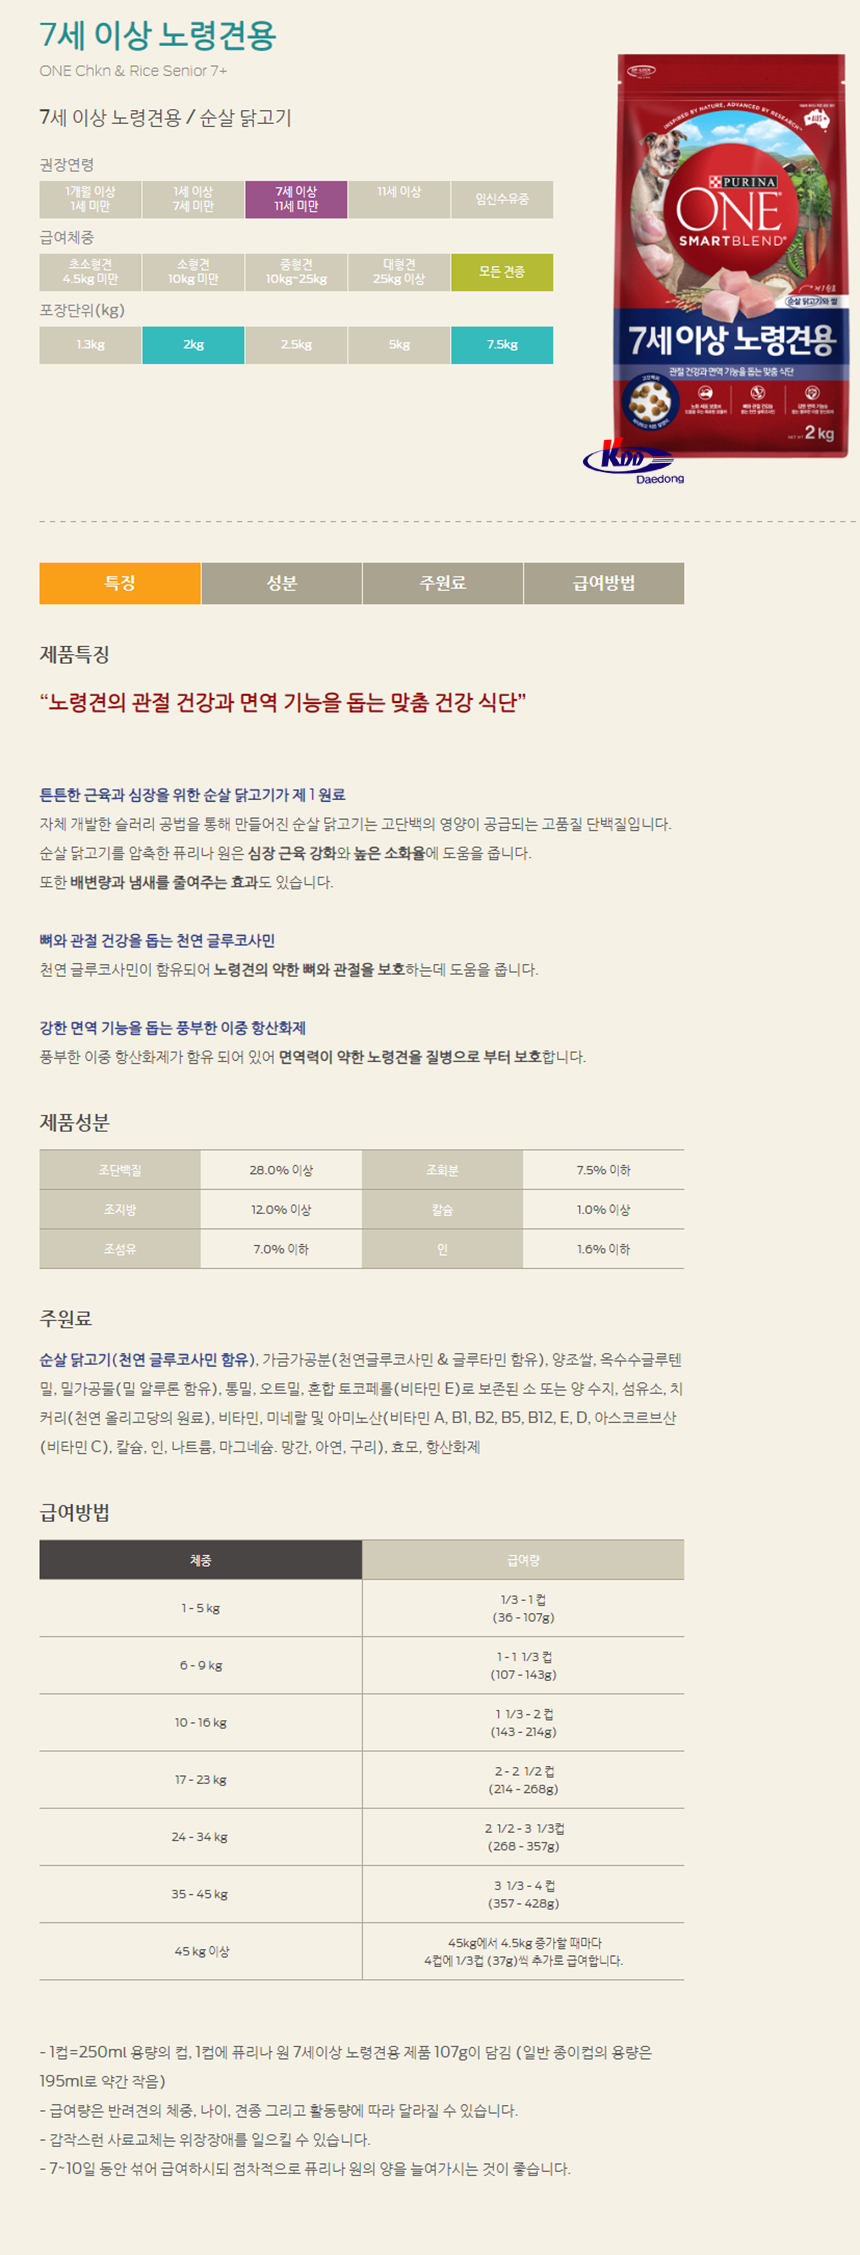 7세 이상 노령견용
ONE Chkn & Rice Senior 7+
7세 이상 노령견용 / 순살 닭고기
권장연령
1개월 이상
1세 미만
1세 이상
7세 미만
7세 이상
11세 미만
11세 이상
임신수유중
급여체중
초소형견
4.5kg 미만
소형견
10kg 미만
중형견
10kg~25kg
대형견
25kg 이상
모든 견종
포장단위(kg)
1.3kg
2kg
2.5kg
5kg
7.5kg
INSPIRED BY NATURE, ADVANCED BY RESEARCH
PURINA
ONE
SMARTBLEND
제1원료
순살 닭고기와 쌀
7세 이상 노령견용
관절 건강과 면역 기능을 돕는 맞춤 식단
2 kg
KDD
Daedong
특징
성분
주원료
급여방법
제품특징
“노령견의 관절 건강과 면역 기능을 돕는 맞춤 건강 식단”
튼튼한 근육과 심장을 위한 순살 닭고기가 제 1 원료
자체 개발한 슬러리 공법을 통해 만들어진 순살 닭고기는 고단백의 영양이 공급되는 고품질 단백질입니다.
순살 닭고기를 압축한 퓨리나 원은 심장 근육 강화와 높은 소화율에 도움을 줍니다.
또한 배변량과 냄새를 줄여주는 효과도 있습니다.
뼈와 관절 건강을 돕는 천연 글루코사민
천연 글루코사민이 함유되어 노령견의 약한 뼈와 관절을 보호하는데 도움을 줍니다.
강한 면역 기능을 돕는 풍부한 이중 항산화제
풍부한 이중 항산화제가 함유 되어 있어 면역력이 약한 노령견을 질병으로 부터 보호합니다.
제품성분
조단백질 28.0% 이상 조회분 7.5% 이하
조지방 12.0% 이상 칼슘 1.0% 이상
조섬유 7.0% 이하 인 1.6% 이하
주원료
순살 닭고기(천연 글루코사민 함유), 가금가공분(천연글루코사민 & 글루타민 함유), 양조쌀, 옥수수글루텐
밀, 밀가공물(밀 알루론 함유), 통밀, 오트밀, 혼합 토코페롤(비타민 E)로 보존된 소 또는 양 수지, 섬유소, 치
커리(천연 올리고당의 원료), 비타민, 미네랄 및 아미노산(비타민 A, B1, B2, B5, B12, E, D, 아스코르브산
(비타민 C), 칼슘, 인, 나트륨, 마그네슘. 망간, 아연, 구리), 효모, 항산화제
급여방법
체중 급여량
1 - 5 kg
1/3 - 1 컵
(36 - 107g)
6 - 9 kg
1 - 1 1/3 컵
(107 - 143g)
10 - 16 kg
1 1/3 - 2 컵
(143 - 214g)
17 - 23 kg
2 - 2 1/2 컵
(214 - 268g)
24 - 34 kg
2 1/2 - 3 1/3컵
(268 - 357g)
35 - 45 kg
3 1/3 - 4 컵
(357 - 428g)
45 kg 이상
45kg에서 4.5kg 증가할 때마다
4컵에 1/3컵 (37g)씩 추가로 급여합니다.
- 1컵=250ml 용량의 컵, 1컵에 퓨리나 원 7세이상 노령견용 제품 107g이 담김 (일반 종이컵의 용량은
195ml로 약간 작음)
- 급여량은 반려견의 체중, 나이, 견종 그리고 활동량에 따라 달라질 수 있습니다.
- 갑작스런 사료교체는 위장장애를 일으킬 수 있습니다.
- 7~10일 동안 섞어 급여하시되 점차적으로 퓨리나 원의 양을 늘여가시는 것이 좋습니다.